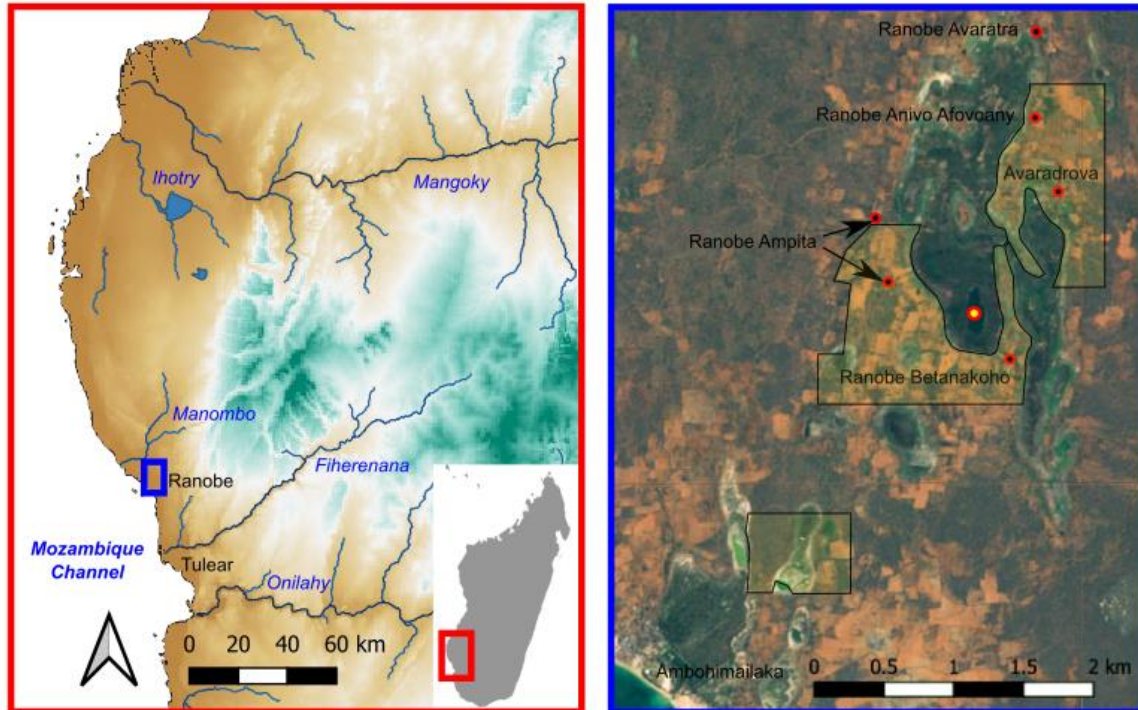 Ihotry
Mangoky
Manombo
Ranobe
Fiherenana
Mozambique
Channel
Tulear
Onilahy
0 20 40 60 km
Ranobe Avaratra
Ranobe Anivo Afovoany
Avaradrova
Ranobe Ampita
Ranobe Betanakoho
Ambohimailaka
0 0.5 1 1.5 2 km